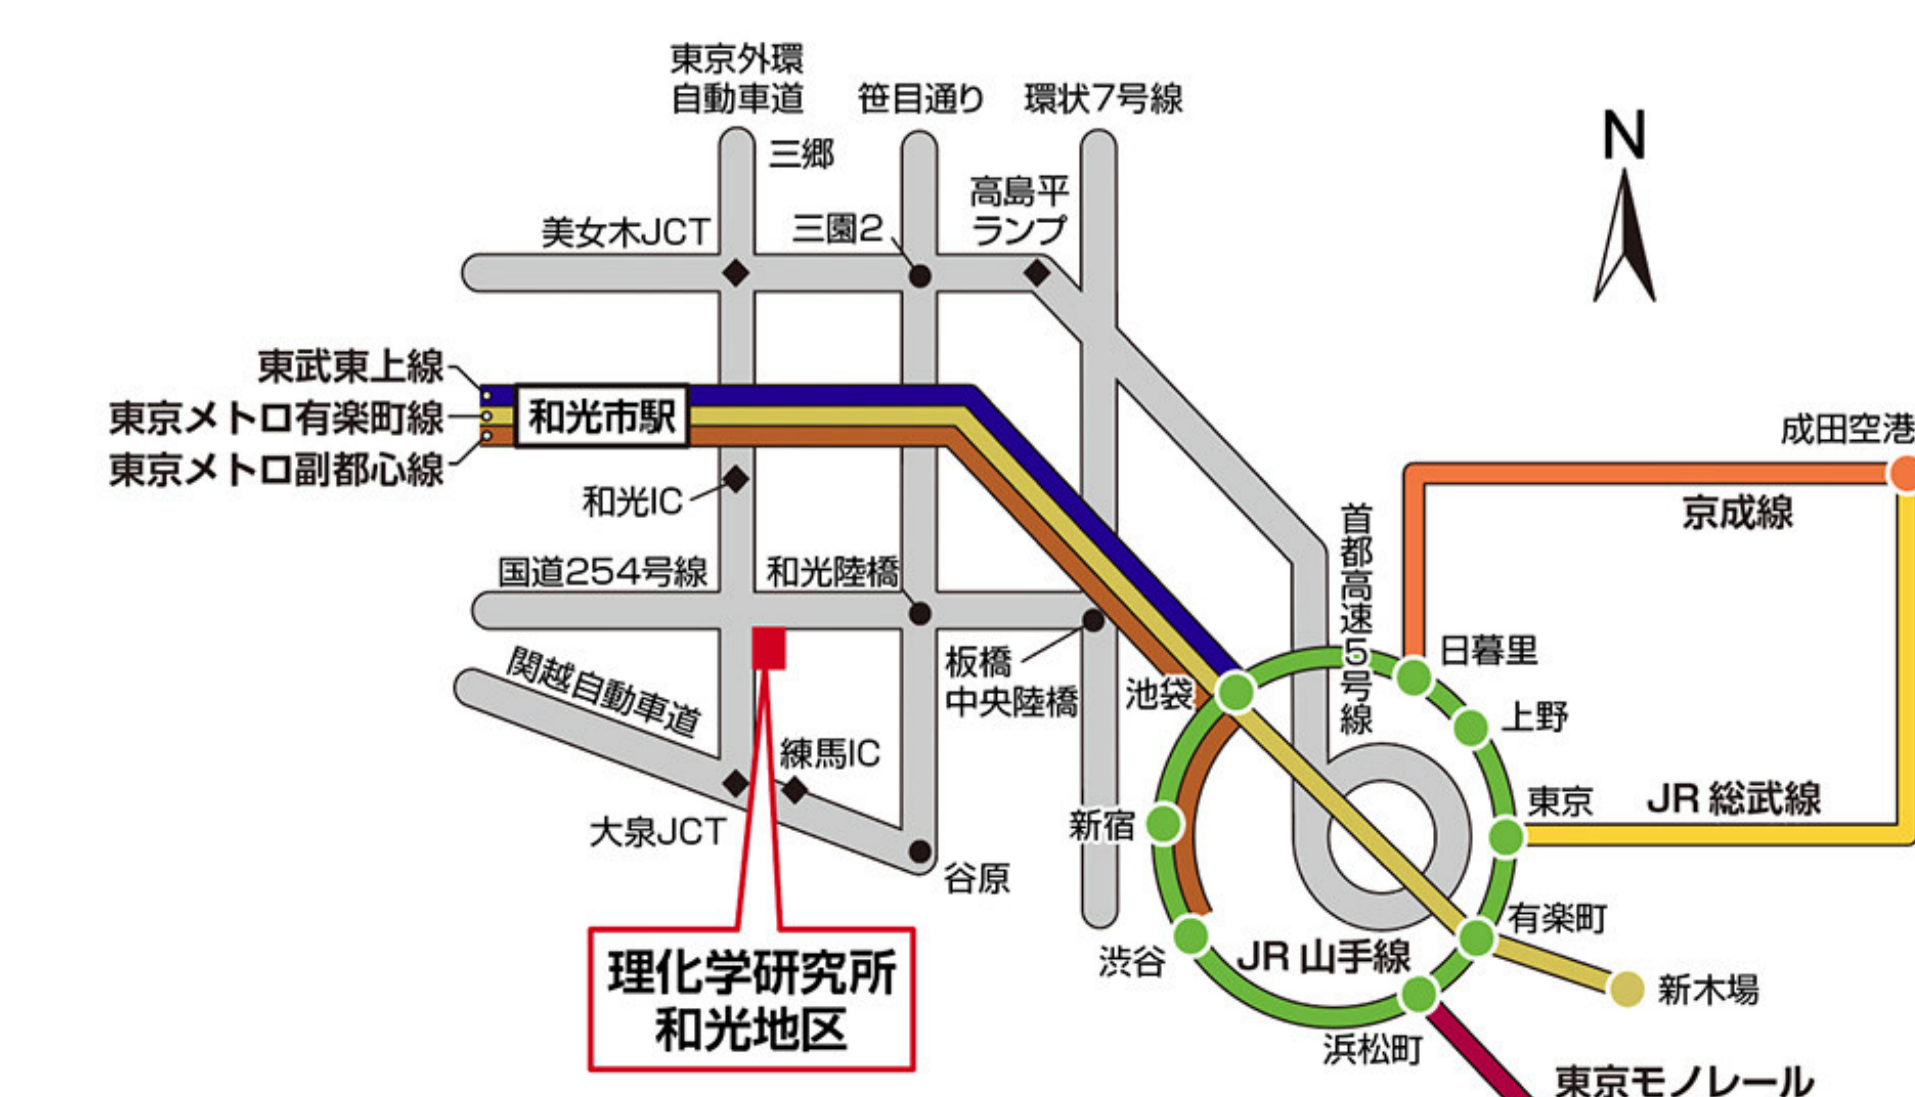 東京外環
自動車道
笹目通り
環状7号線
N
三郷
高島平
ランプ
美女木JCT
三園2
東武東上線
東京メトロ有楽町線
東京メトロ副都心線
和光市駅
成田空港
京成線
和光IC
首都高速5号線
国道254号線
和光陸橋
日暮里
板橋
中央陸橋
池袋
関越自動車道
上野
練馬IC
東京
JR 総武線
大泉JCT
新宿
谷原
有楽町
渋谷
JR 山手線
新木場
理化学研究所
和光地区
浜松町
東京モノレール